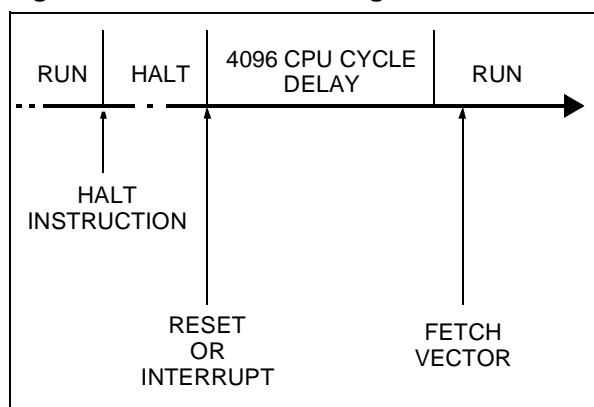 RUN
HALT
4096 CPU CYCLE
DELAY
RUN
HALT
INSTRUCTION
RESET
OR
INTERRUPT
FETCH
VECTOR